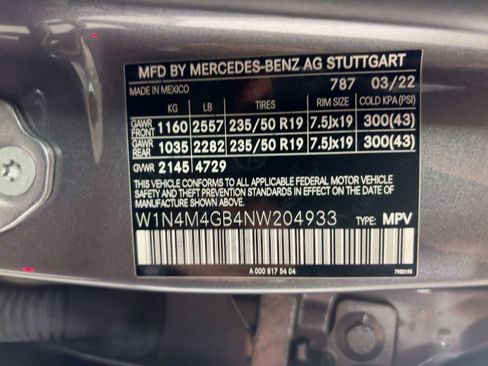 MFD BY MERCEDES-BENZ AG STUTTGART
MADE IN MEXICO 787 03/22
KG LB TIRES RIM SIZE COLD KPA(PSI)
GAWR FRONT 1160 2557 235/50 R19 7.5Jx19 300(43)
GAWR REAR 1035 2282 235/50 R19 7.5Jx19 300(43)
GVWR 2145 4729
THIS VEHICLE CONFORMS TO ALL APPLICABLE FEDERAL MOTOR VEHICLE
SAFETY AND THEFT PREVENTION STANDARDS IN EFFECT ON THE DATE OF
MANUFACTURE SHOWN ABOVE.
W1N4M4GB4NW204933 TYPE: MPV
A 000 817 54 04